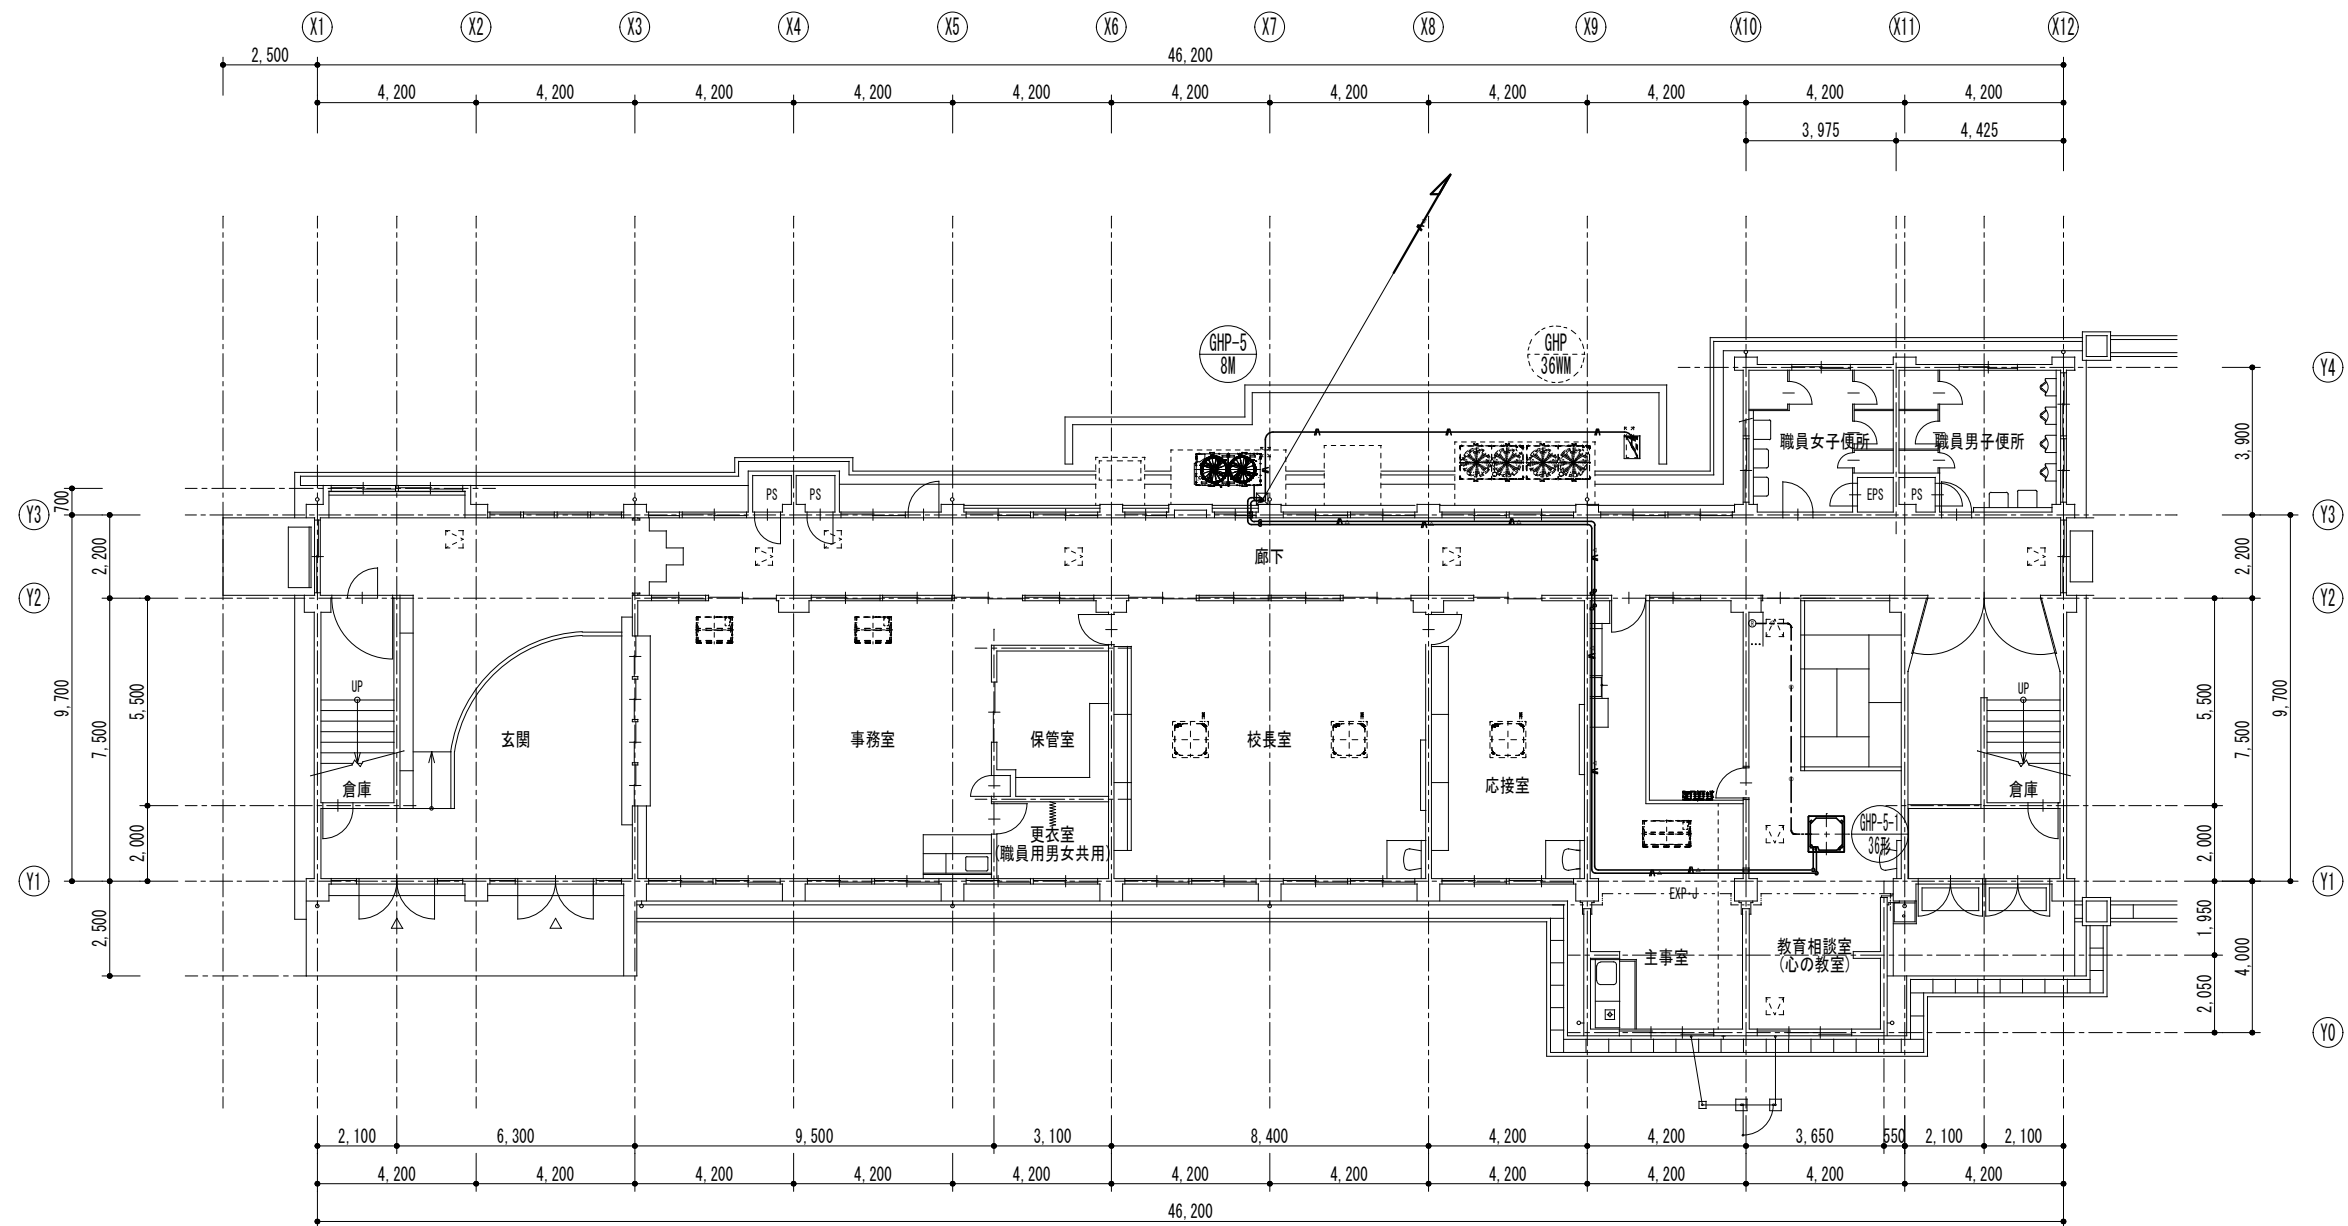 X1 X2 X3 X4 X5 X6 X7 X8 X9 X10 X11 X12
2,500 46,200
4,200 4,200 4,200 4,200 4,200 4,200 4,200 4,200 4,200 4,200 4,200
3,975 4,425
GHP-5
8M
GHP
36WM
Y4
Y4
職員女子便所
職員男子便所
3,900
700
PS PS
EPS PS
Y3
Y3
2,200
廊下
2,200
Y2
Y2
9,700
7,500
5,500
2,000
2,500
UP
倉庫
玄関
事務室
保管室
更衣室
(職員用男女共用)
校長室
応接室
GHP-5-1
36形
UP
倉庫
5,500
7,500
9,700
2,000
Y1
Y1
EXP-J
主事室
教育相談室
(心の教室)
1,950
4,000
2,050
Y0
2,100 6,300 9,500 3,100 8,400 4,200 4,200 3,650 550 2,100 2,100
4,200 4,200 4,200 4,200 4,200 4,200 4,200 4,200 4,200 4,200 4,200
46,200